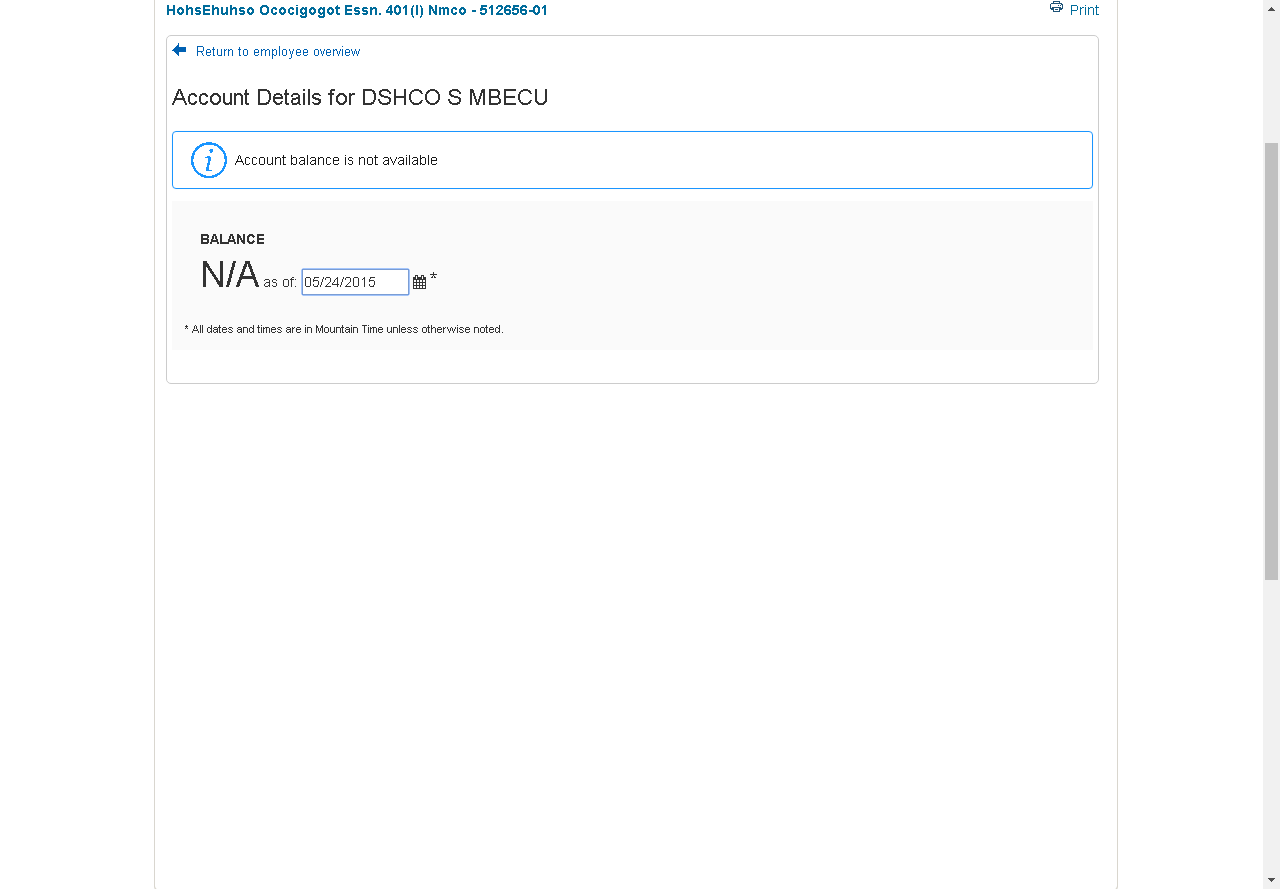 HohsEhuhso Ococigogot Essn. 401(I) Nmco - 512656-01
Print
Return to employee overview
Account Details for DSHCO S MBECU
i Account balance is not available
BALANCE
N/A as of: 05/24/2015 *
* All dates and times are in Mountain Time unless otherwise noted.